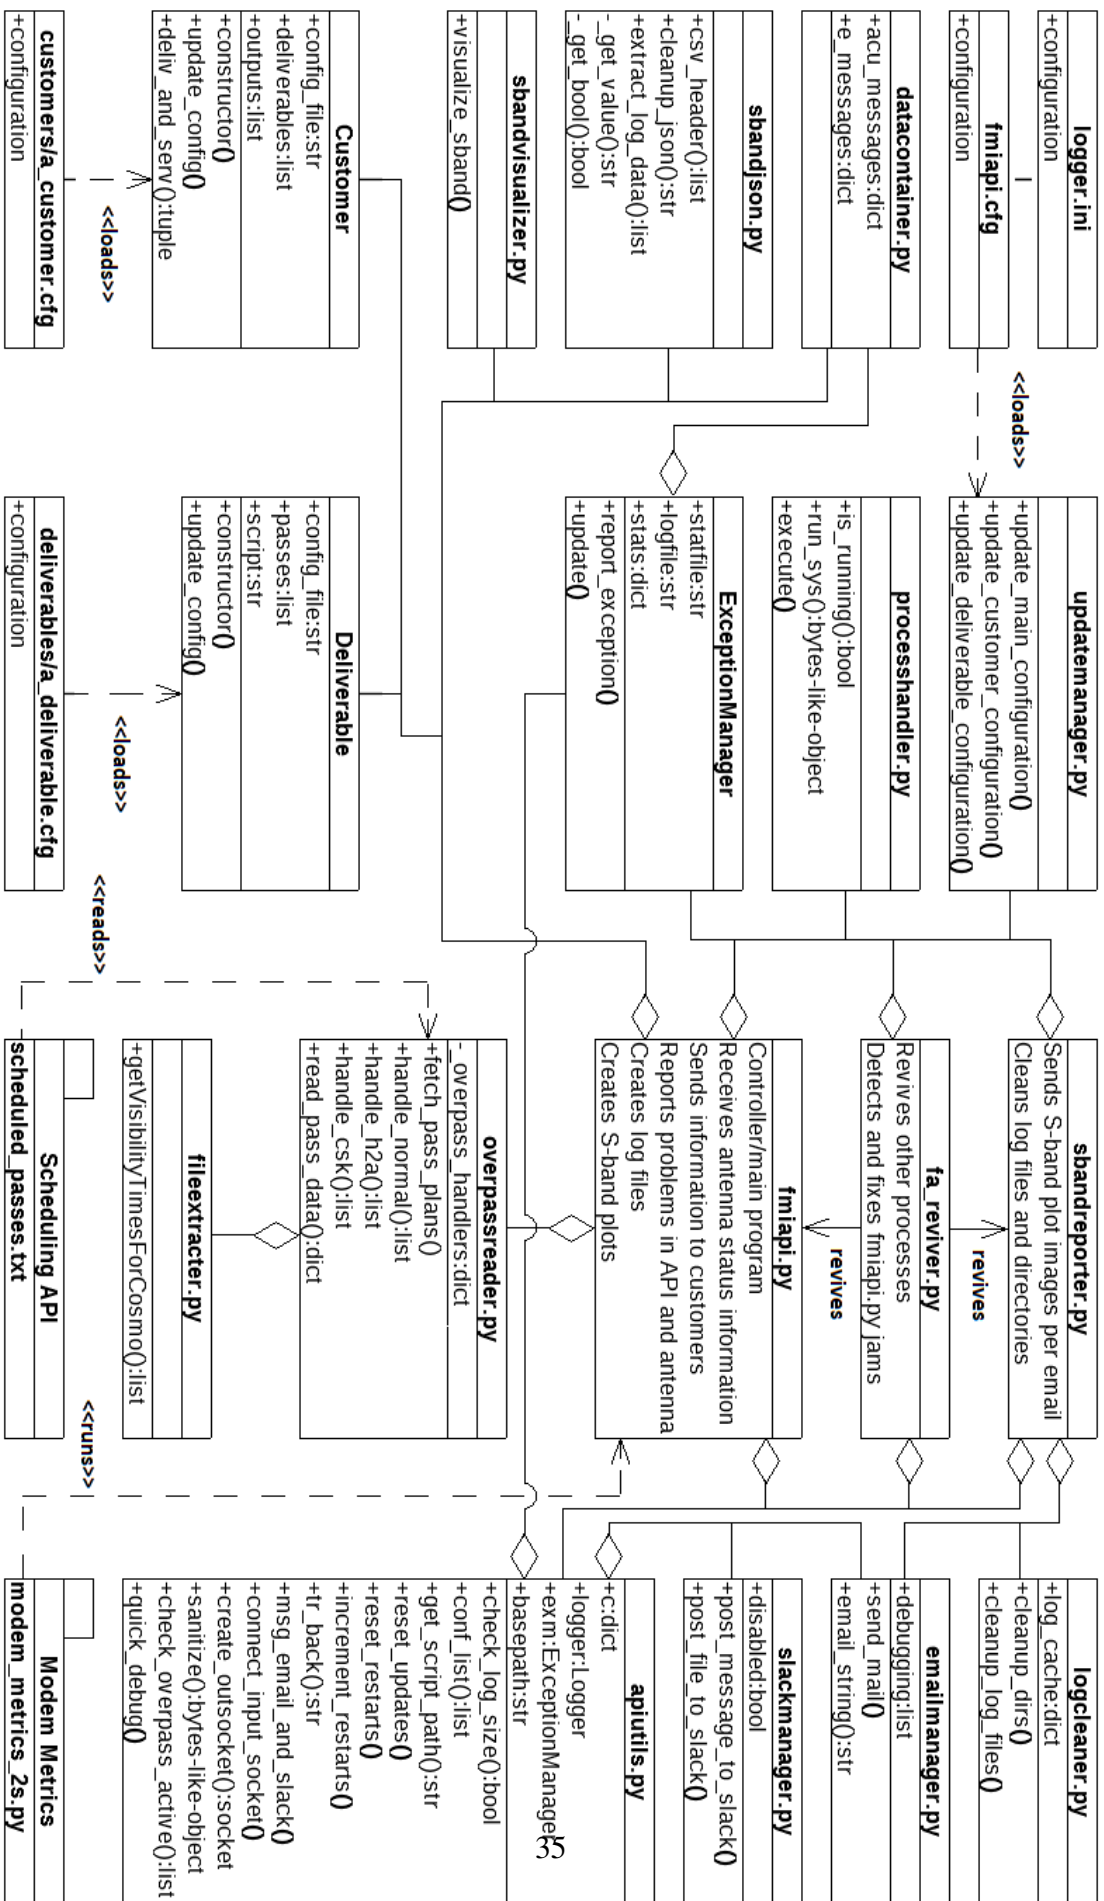 logger.ini
+configuration
fmiapi.cfg
+configuration
datacontainer.py
+acu_messages:dict
+e_messages:dict
sbandjson.py
+csv_header():list
+cleanup_json():str
+extract_log_data():list
-_get_value():str
-_get_bool():bool
sbandvisualizer.py
+visualize_sband()
Customer
+config_file:str
+deliverables:list
+outputs:list
+constructor()
+update_config()
+deliv_and_serv():tuple
<<loads>>
customers/a_customer.cfg
+configuration
<<loads>>
updatemanager.py
+update_main_configuration()
+update_customer_configuration()
+update_deliverable_configuration()
processhandler.py
+is_running():bool
+run_sys():bytes-like-object
+execute()
ExceptionManager
+statfile:str
+logfile:str
+stats:dict
+report_exception()
+update()
Deliverable
+config_file:str
+passes:list
+script:str
+constructor()
+update_config()
<<loads>>
deliverables/a_deliverable.cfg
+configuration
<<reads>>
sbandreporter.py
Sends S-band plot images per email
Cleans log files and directories
revives
fa_reviver.py
Revives other processes
Detects and fixes fmiapi.py jams
revives
fmiapi.py
Controller/main program
Receives antenna status information
Sends information to customers
Reports problems in API and antenna
Creates log files
Creates S-band plots
overpassreader.py
-_overpass_handlers:dict
+fetch_pass_plans()
+handle_normal():list
+handle_h2a():list
+handle_csk():list
+read_pass_data():dict
fileextracter.py
+getVisibilityTimesForCosmo():list
Scheduling API
scheduled_passes.txt
<<runs>>
logcleaner.py
+log_cache:dict
+cleanup_dirs()
+cleanup_log_files()
emailmanager.py
+debugging:list
+send_mail()
+email_string():str
slackmanager.py
+disabled:bool
+post_message_to_slack()
+post_file_to_slack()
apiutils.py
+c:dict
+logger:Logger
+exm:ExceptionManager
+basepath:str
+check_log_size():bool
+conf_list():list
+get_script_path():str
+reset_updates()
+reset_restarts()
+increment_restarts()
+tr_back():str
+msg_email_and_slack()
+connect_input_socket()
+create_outsocket():socket
+sanitize():bytes-like-object
+check_overpass_active():list
+quick_debug()
Modem Metrics
modem_metrics_2s.py
35